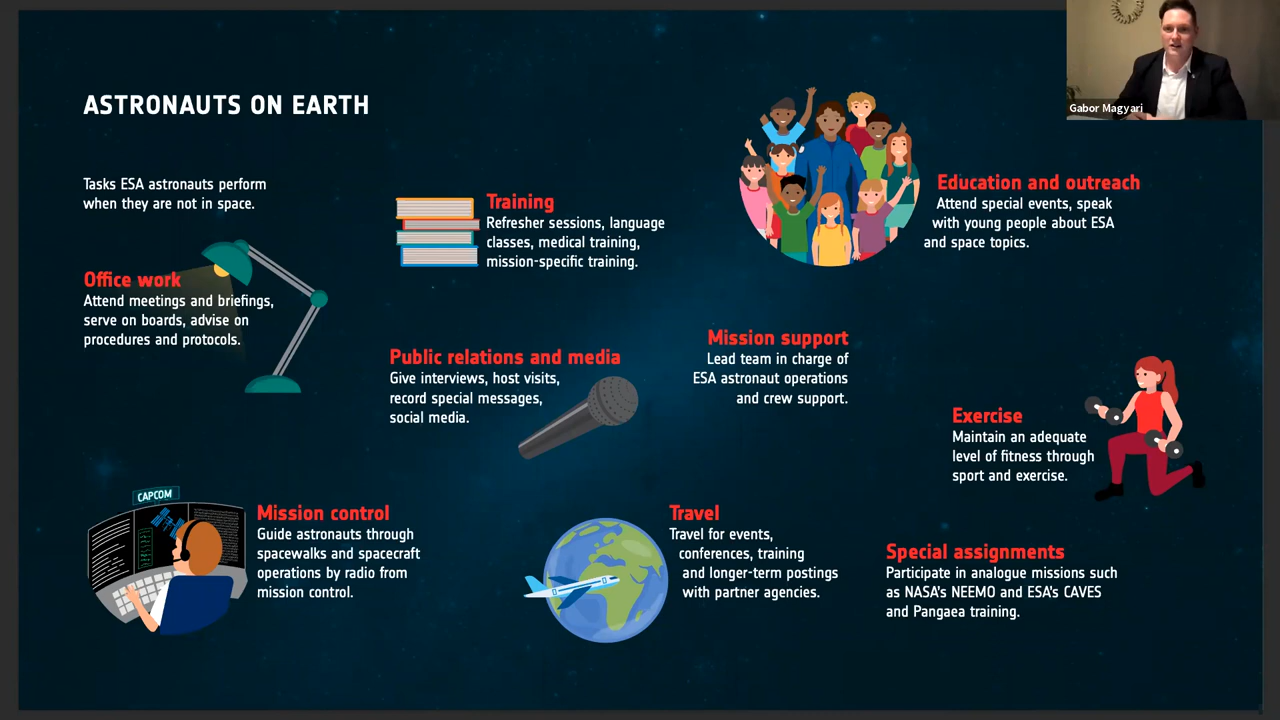 Gabor Magyari
ASTRONAUTS ON EARTH
Tasks ESA astronauts perform
when they are not in space.
Training
Refresher sessions, language
classes, medical training,
mission-specific training.
Education and outreach
Attend special events, speak
with young people about ESA
and space topics.
Office work
Attend meetings and briefings,
serve on boards, advise on
procedures and protocols.
Public relations and media
Give interviews, host visits,
record special messages,
social media.
Mission support
Lead team in charge of
ESA astronaut operations
and crew support.
Exercise
Maintain an adequate
level of fitness through
sport and exercise.
CAPCOM
Mission control
Guide astronauts through
spacewalks and spacecraft
operations by radio from
mission control.
Travel
Travel for events,
conferences, training
and longer-term postings
with partner agencies.
Special assignments
Participate in analogue missions such
as NASA's NEEMO and ESA's CAVES
and Pangaea training.